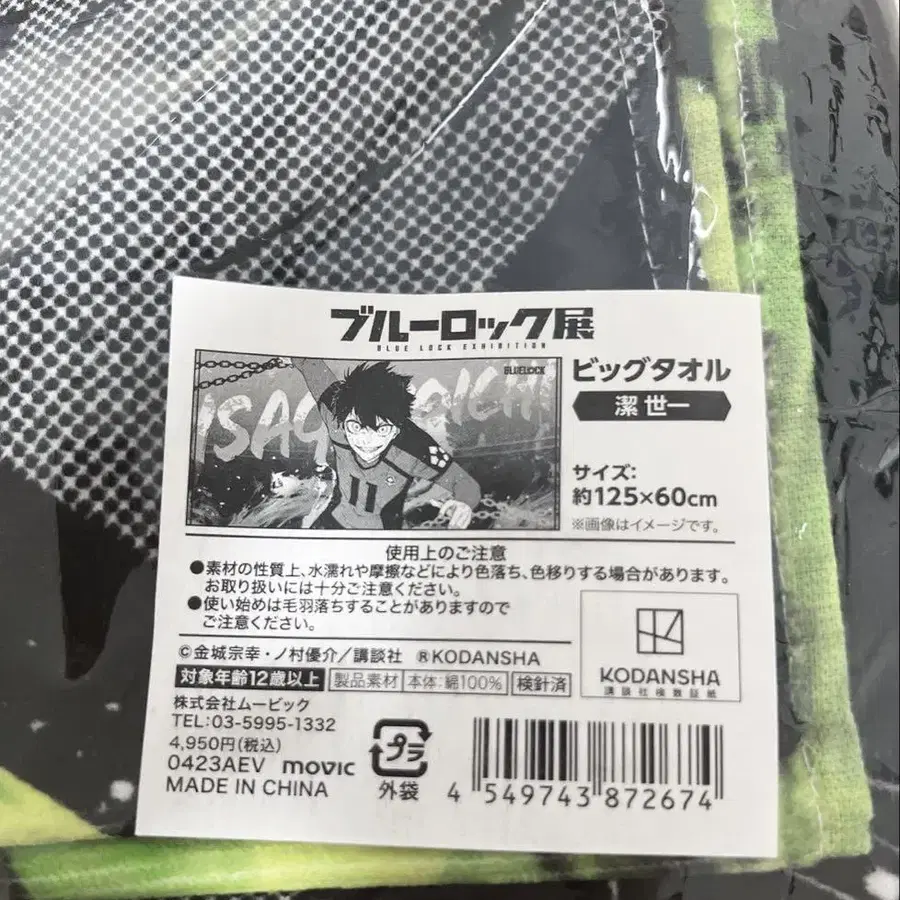 ブルーロック展
BLUE LOCK EXHIBITION
BLUELOCK
ビッグタオル
潔 世一
11
サイズ:
約125×60cm
※画像はイメージです。
使用上のご注意
●素材の性質上、水濡れや摩擦などにより色落ち、色移りする場合があります。
お取り扱いには十分ご注意ください。
●使い始めは毛羽落ちすることがありますので
ご注意ください。
©金城宗幸・ノ村優介／講談社 ®KODANSHA
KODANSHA
講談社検数証紙
対象年齢12歳以上 製品素材 本体:綿100% 検針済
株式会社ムービック
TEL:03-5995-1332
4,950円(税込)
0423AEV movic
MADE IN CHINA
プラ
外袋
4 549743 872674